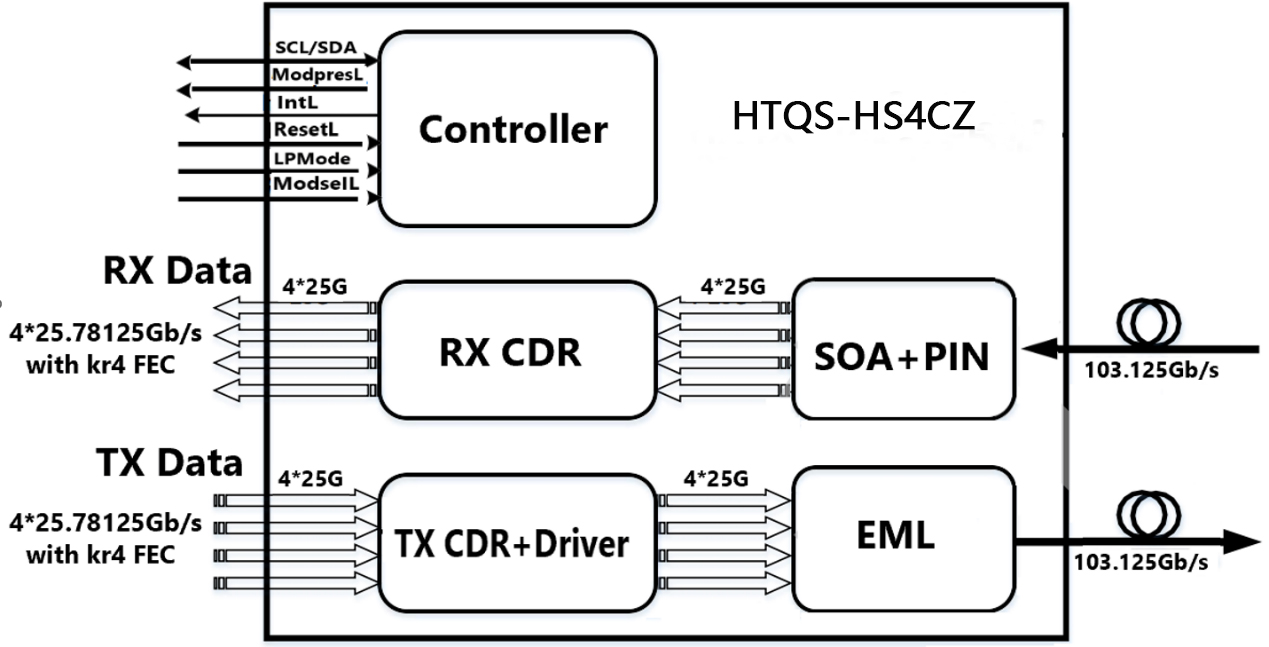 SCL/SDA
ModpresL
IntL
ResetL
LPMode
ModselL
Controller
HTQS-HS4CZ
RX Data
4*25.78125Gb/s
with kr4 FEC
4*25G
RX CDR
4*25G
SOA+PIN
103.125Gb/s
TX Data
4*25.78125Gb/s
with kr4 FEC
4*25G
TX CDR+Driver
4*25G
EML
103.125Gb/s